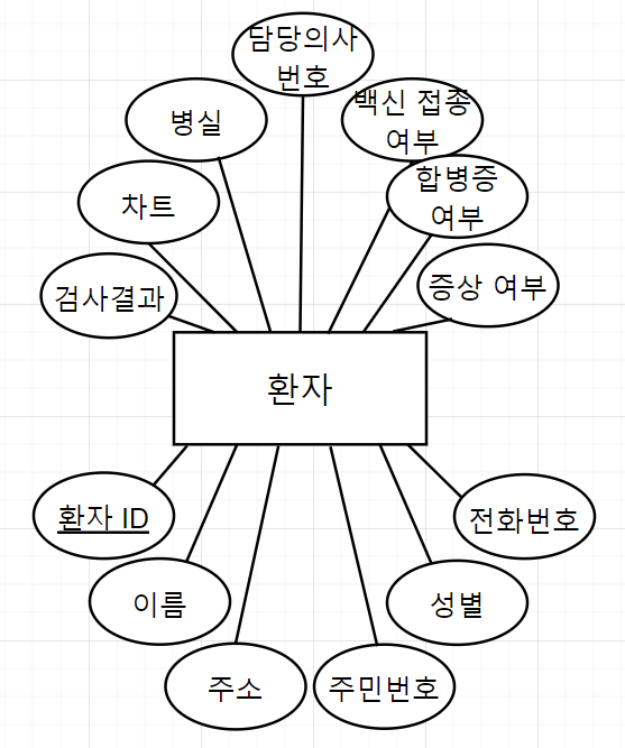 담당의사
번호
백신 접종
여부
병실
합병증
여부
차트
증상 여부
검사결과
환자
환자 ID
전화번호
이름
성별
주소
주민번호